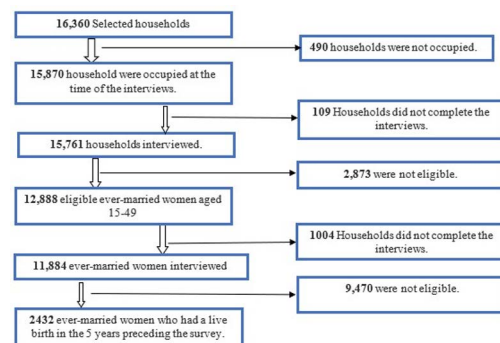 16,360 Selected households
490 households were not occupied.
15,870 household were occupied at the
time of the interviews.
109 Households did not complete the
interviews.
15,761 households interviewed.
2,873 were not eligible.
12,888 eligible ever-married women aged
15-49
1004 Households did not complete the
interviews.
11,884 ever-married women interviewed
9,470 were not eligible.
2432 ever-married women who had a live
birth in the 5 years preceding the survey.